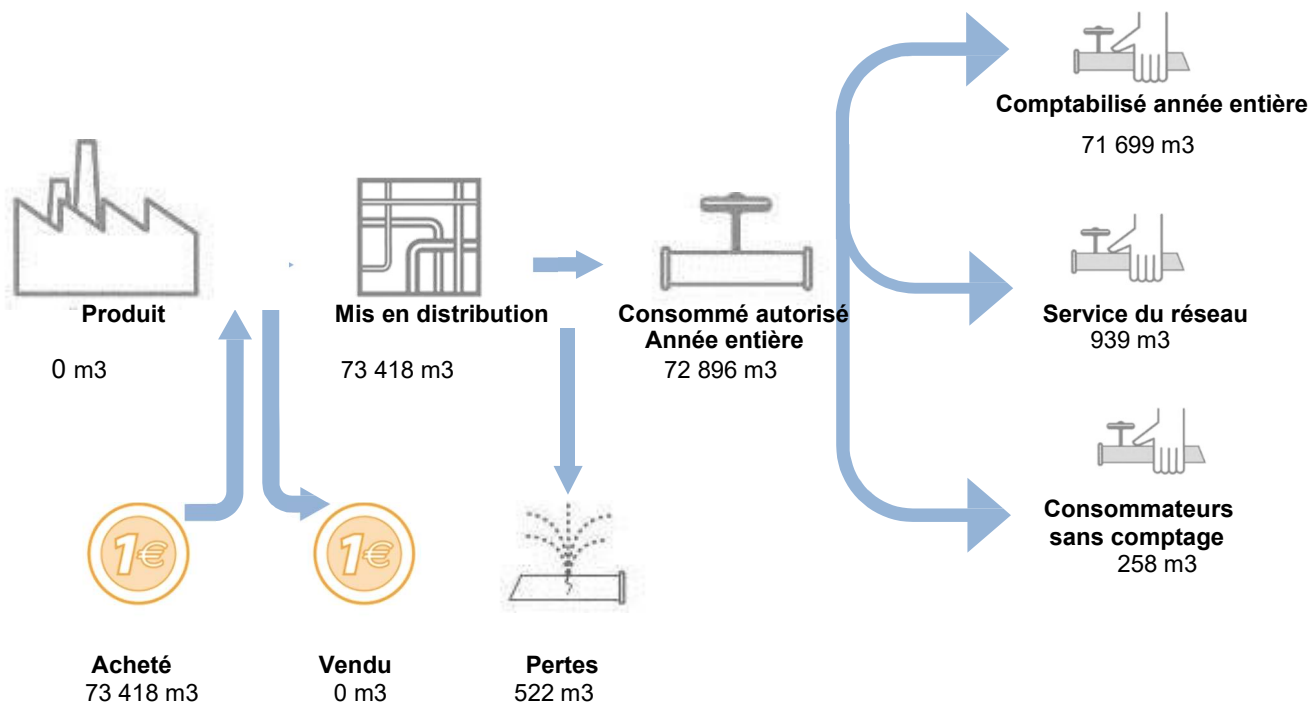 Comptabilisé année entière
71 699 m3
Produit
0 m3
Mis en distribution
73 418 m3
Consommé autorisé
Année entière
72 896 m3
Service du réseau
939 m3
Consommateurs
sans comptage
258 m3
1€
1€
Acheté
73 418 m3
Vendu
0 m3
Pertes
522 m3